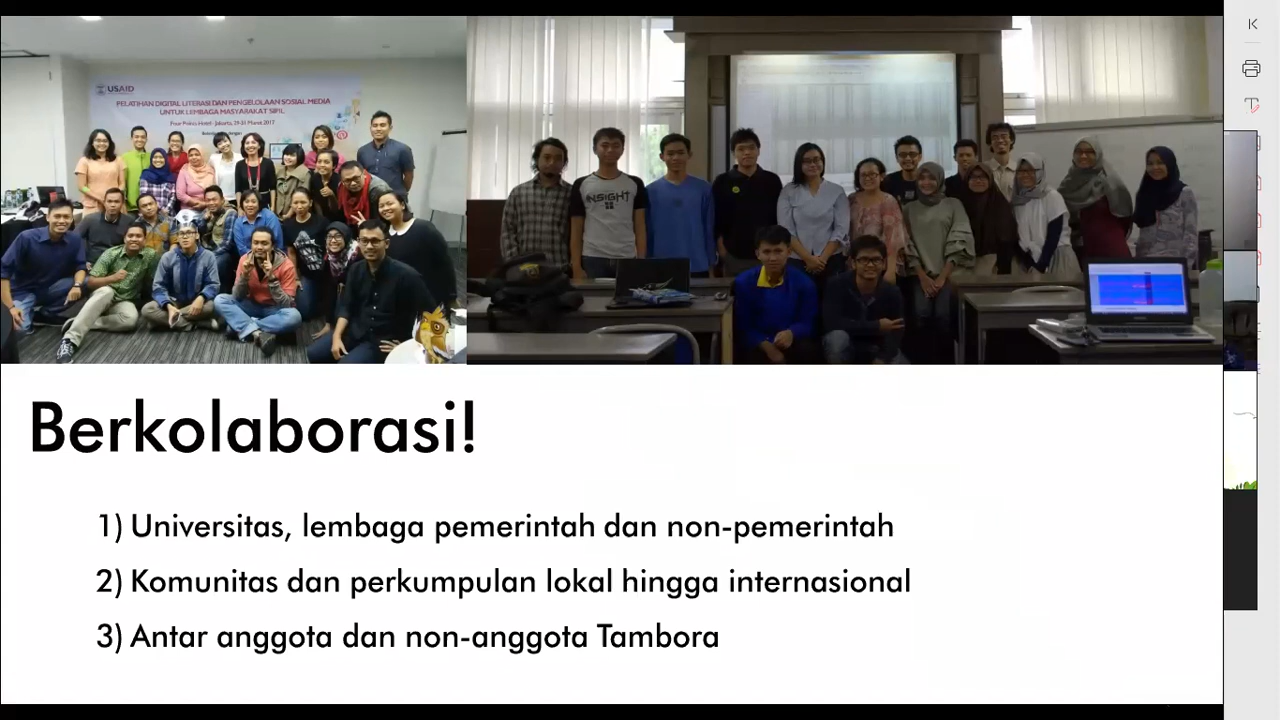 USAID
PELATIHAN DIGITAL LITERASI DAN PENGELOLAAN SOSIAL MEDIA
UNTUK LEMBAGA MASYARAKAT SIPIL
Four Points Hotel - Jakarta, 29-31 Maret 2017
INSIGHT
Berkolaborasi!
1) Universitas, lembaga pemerintah dan non-pemerintah
2) Komunitas dan perkumpulan lokal hingga internasional
3) Antar anggota dan non-anggota Tambora